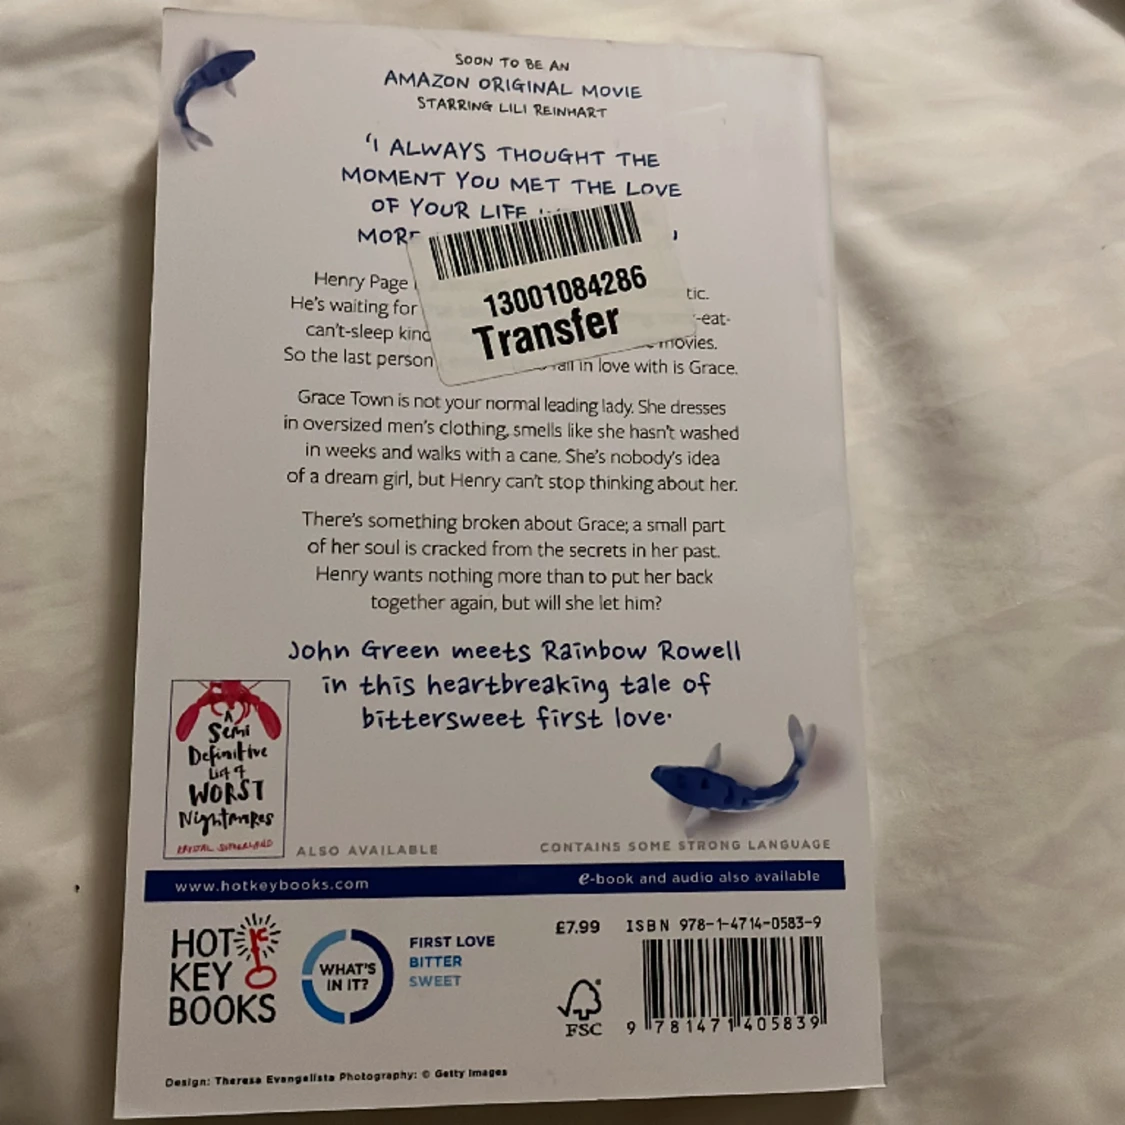 SOON TO BE AN
AMAZON ORIGINAL MOVIE
STARRING LILI REINHART
'I ALWAYS THOUGHT THE
MOMENT YOU MET THE LOVE
OF YOUR LIFE
MORE
13001084286
Transfer
Henry Page
tic.
He's waiting for
-eat-
can't-sleep kind
movies.
So the last person
fall in love with is Grace.
Grace Town is not your normal leading lady. She dresses
in oversized men's clothing, smells like she hasn't washed
in weeks and walks with a cane. She's nobody's idea
of a dream girl, but Henry can't stop thinking about her.
There's something broken about Grace; a small part
of her soul is cracked from the secrets in her past.
Henry wants nothing more than to put her back
together again, but will she let him?
John Green meets Rainbow Rowell
in this heartbreaking tale of
bittersweet first love.
A
Semi
Definitive
List of
WORST
Nightmares
KRYSTAL SUTHERLAND
ALSO AVAILABLE
CONTAINS SOME STRONG LANGUAGE
www.hotkeybooks.com
e-book and audio also available
HOT
KEY
BOOKS
WHAT'S
IN IT?
FIRST LOVE
BITTER
SWEET
£7.99
FSC
ISBN 978-1-4714-0583-9
9 781471 405839
Design: Theresa Evangelista Photography: © Getty Images